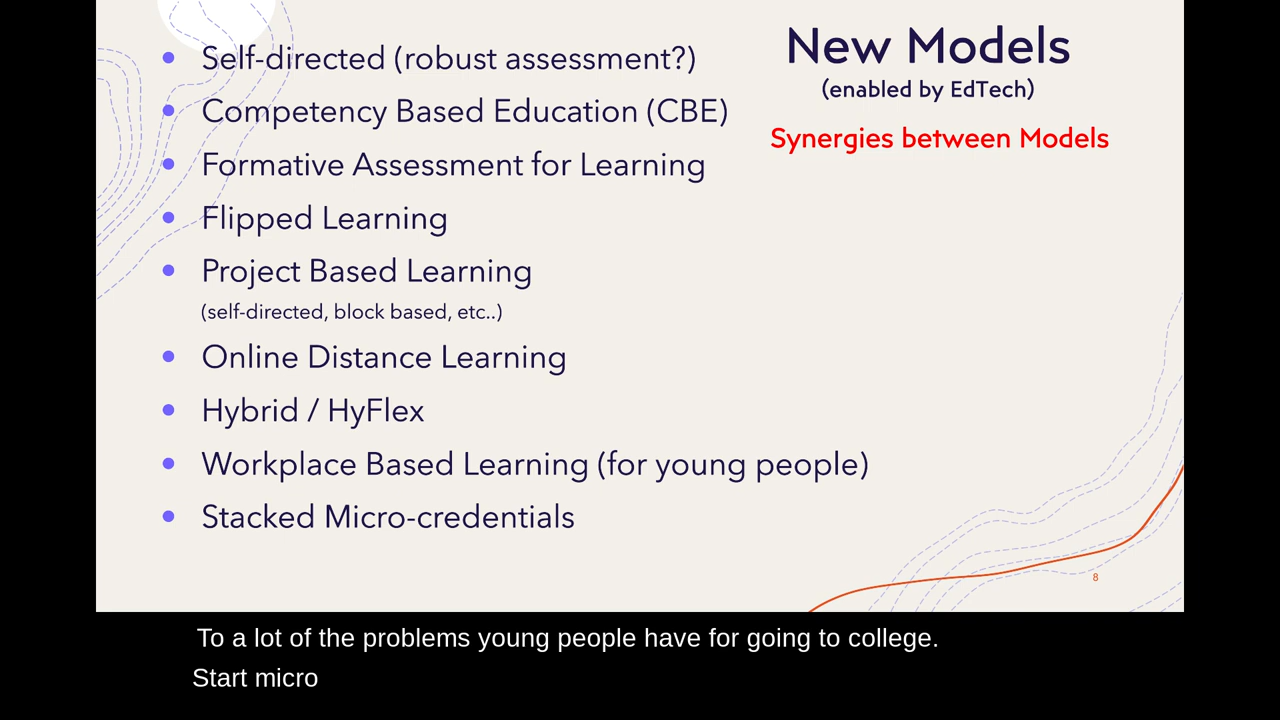 New Models
(enabled by EdTech)
Synergies between Models
Self-directed (robust assessment?)
Competency Based Education (CBE)
Formative Assessment for Learning
Flipped Learning
Project Based Learning
(self-directed, block based, etc..)
Online Distance Learning
Hybrid / HyFlex
Workplace Based Learning (for young people)
Stacked Micro-credentials
8
To a lot of the problems young people have for going to college.
Start micro